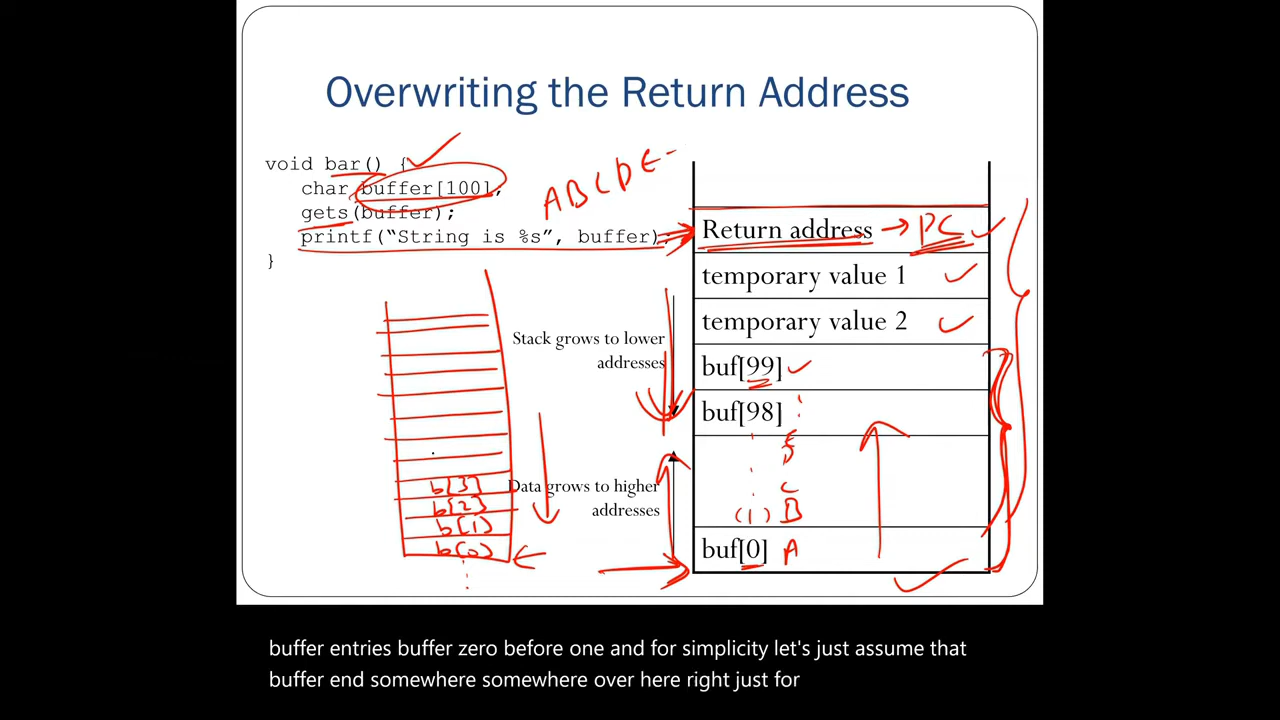 Overwriting the Return Address
void bar() {
char buffer[100];
gets(buffer);
printf("String is %s", buffer);
}
ABCDE
Return address → PC
temporary value 1
temporary value 2
Stack grows to lower
addresses
buf[99]
buf[98]
E
D
C
(1) B
buf[0] A
Data grows to higher
addresses
b[3]
b[2]
b[1]
b[0]
buffer entries buffer zero before one and for simplicity let's just assume that
buffer end somewhere somewhere over here right just for